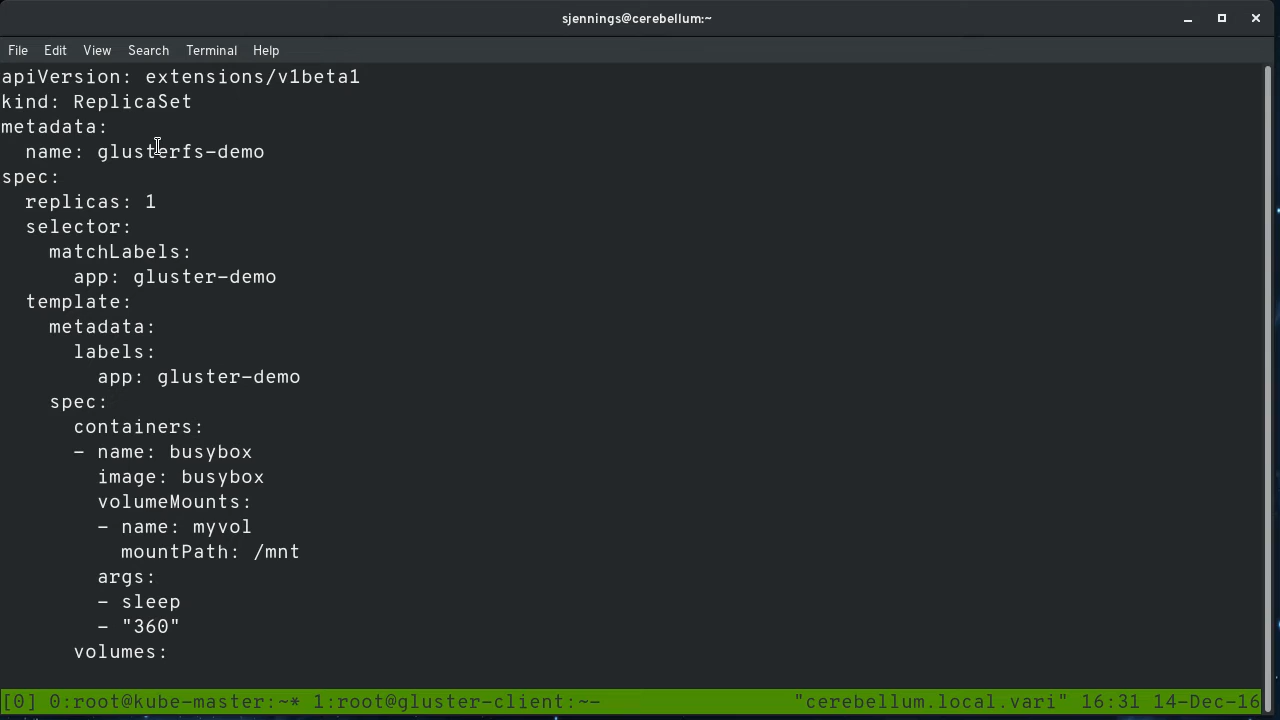 sjennings@cerebellum:~
File Edit View Search Terminal Help
apiVersion: extensions/v1beta1
kind: ReplicaSet
metadata:
  name: glusterfs-demo
spec:
  replicas: 1
  selector:
    matchLabels:
      app: gluster-demo
  template:
    metadata:
      labels:
        app: gluster-demo
    spec:
      containers:
      - name: busybox
        image: busybox
        volumeMounts:
        - name: myvol
          mountPath: /mnt
        args:
        - sleep
        - "360"
      volumes:
[0] 0:root@kube-master:~* 1:root@gluster-client:~- "cerebellum.local.vari" 16:31 14-Dec-16